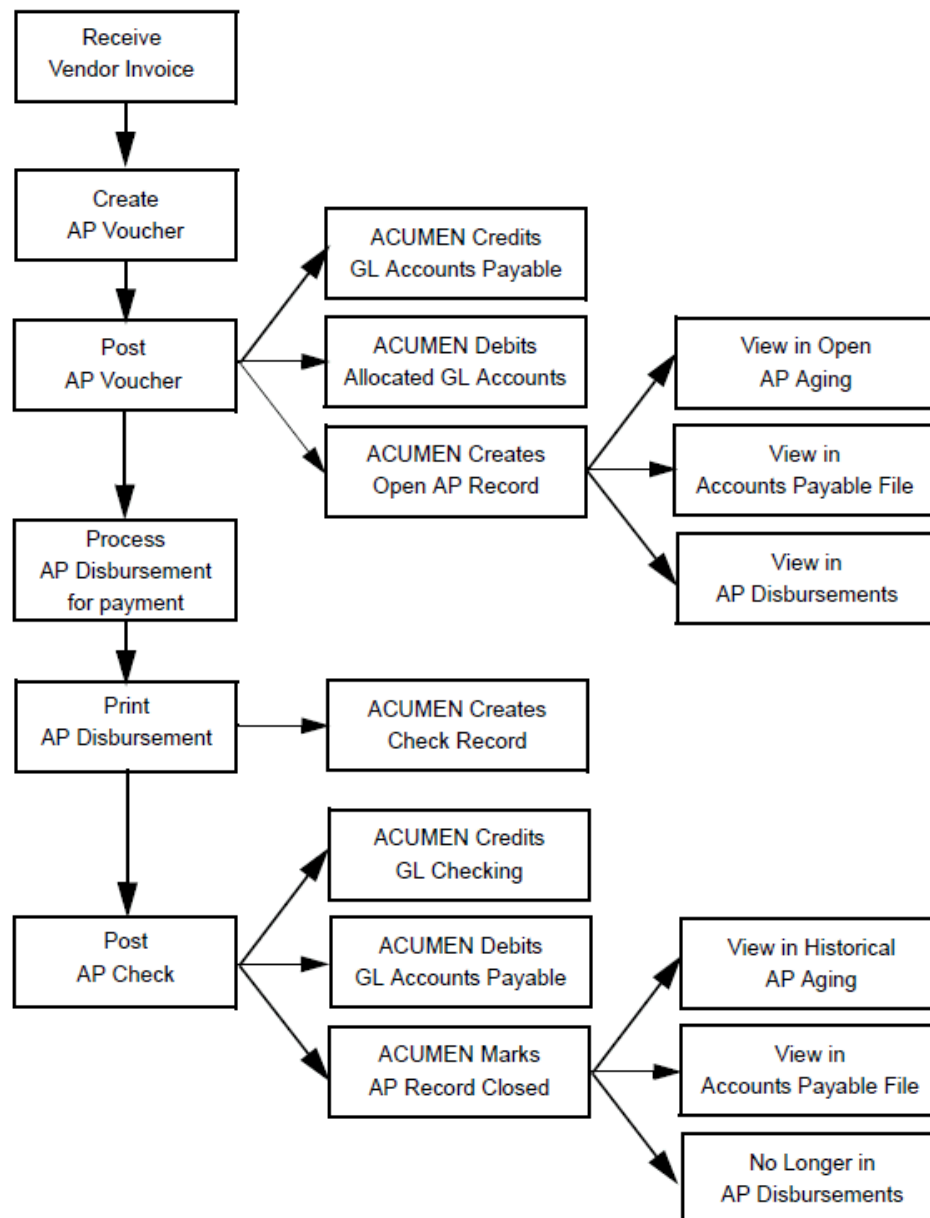 Receive
Vendor Invoice
Create
AP Voucher
ACUMEN Credits
GL Accounts Payable
Post
AP Voucher
ACUMEN Debits
Allocated GL Accounts
View in Open
AP Aging
ACUMEN Creates
Open AP Record
View in
Accounts Payable File
Process
AP Disbursement
for payment
View in
AP Disbursements
Print
AP Disbursement
ACUMEN Creates
Check Record
ACUMEN Credits
GL Checking
Post
AP Check
ACUMEN Debits
GL Accounts Payable
View in Historical
AP Aging
ACUMEN Marks
AP Record Closed
View in
Accounts Payable File
No Longer in
AP Disbursements